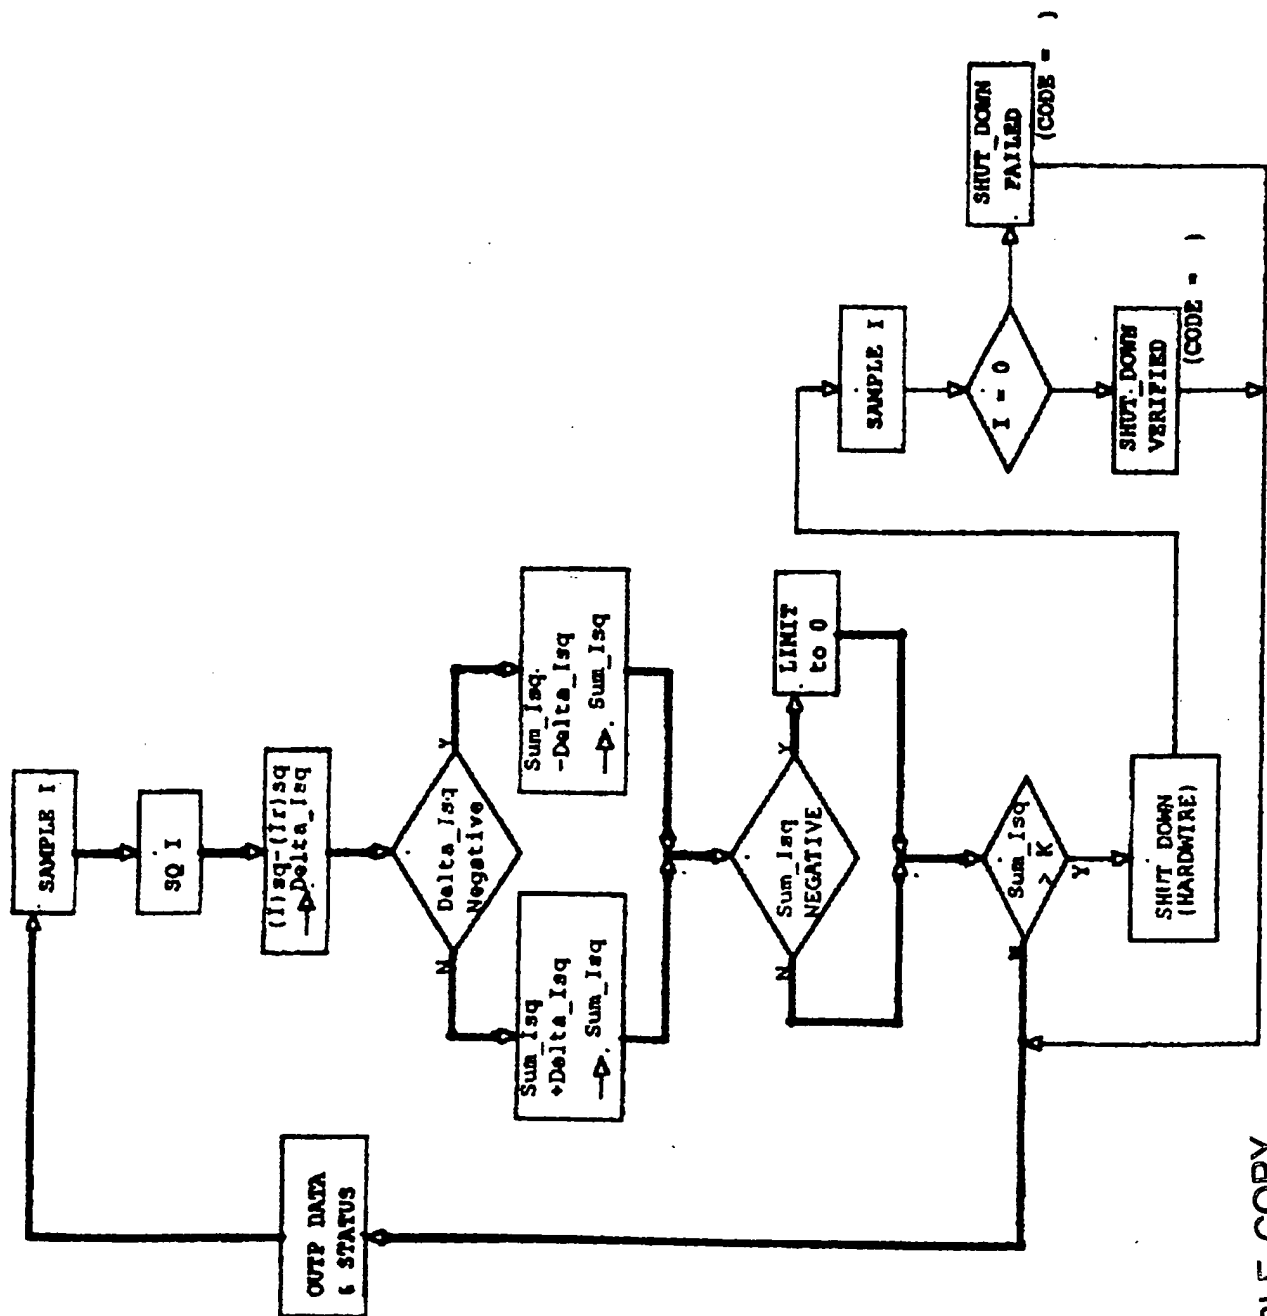 SAMPLE I
SQ I
(I)sq-(Ir)sq
Delta_Isq
Delta_Isq
Negative
N
Y
Sum_Isq
+Delta_Isq
Sum_Isq
Sum_Isq.
-Delta_Isq
Sum_Isq
Sum_Isq
NEGATIVE
N
Y
LIMIT
to 0
Sum_Isq
> K
N
Y
SHUT DOWN
(HARDWIRE)
OUTP DATA
& STATUS
SAMPLE I
I = 0
SHUT_DOWN
FAILED
(CODE = )
SHUT_DOWN
VERIFIED
(CODE = )
COPY